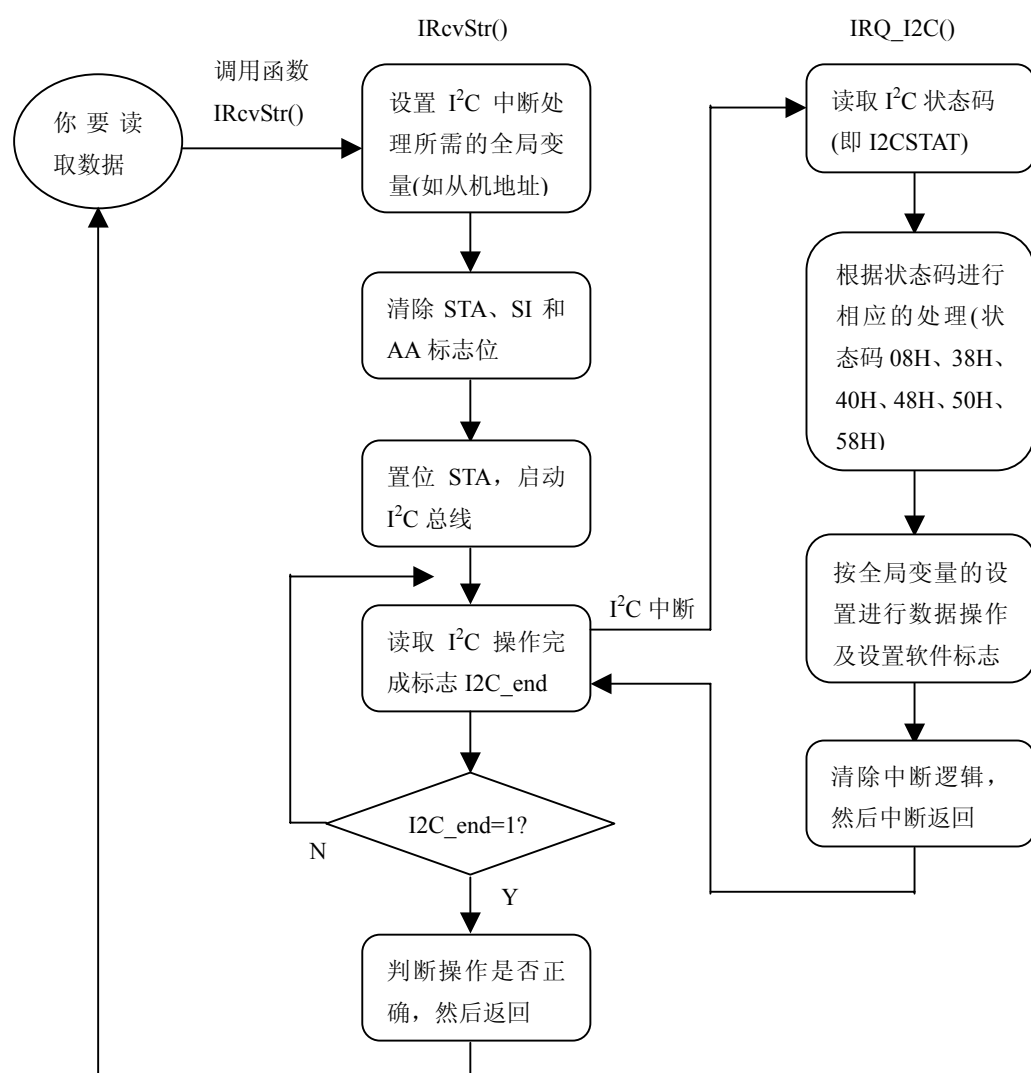 IRcvStr()
IRQ_I2C()
调用函数
IRcvStr()
你要读
取数据
设置 I²C 中断处
理所需的全局变
量(如从机地址)
清除 STA、SI 和
AA 标志位
置位 STA，启动
I²C 总线
读取 I²C 操作完
成标志 I2C_end
I²C 中断
I2C_end=1?
N
Y
判断操作是否正
确，然后返回
读取 I²C 状态码
(即 I2CSTAT)
根据状态码进行
相应的处理(状
态码 08H、38H、
40H、48H、50H、
58H)
按全局变量的设
置进行数据操作
及设置软件标志
清除中断逻辑，
然后中断返回